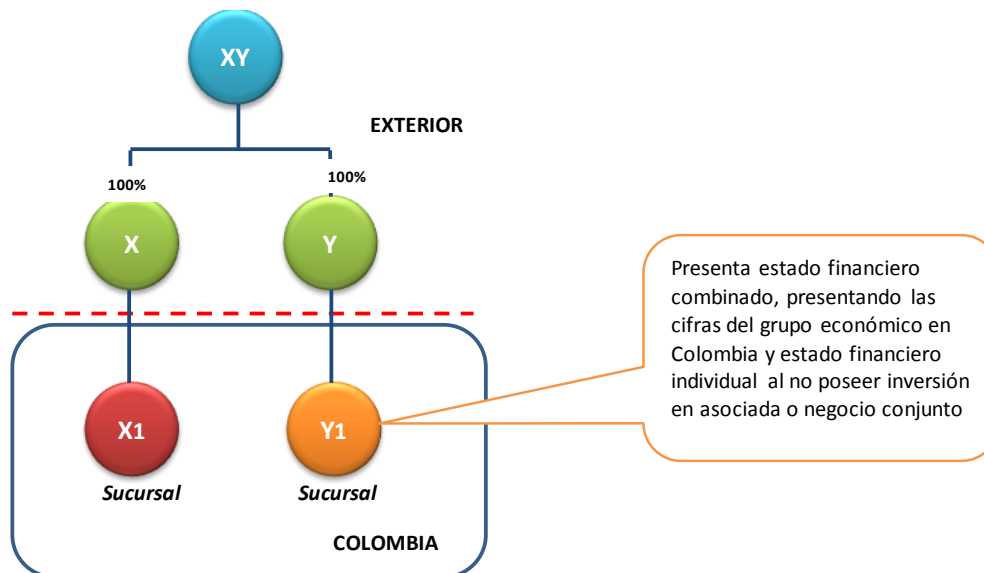 XY
EXTERIOR
100%
100%
X
Y
Presenta estado financiero
combinado, presentando las
cifras del grupo económico en
Colombia y estado financiero
individual al no poseer inversión
en asociada o negocio conjunto
X1
Y1
Sucursal
Sucursal
COLOMBIA